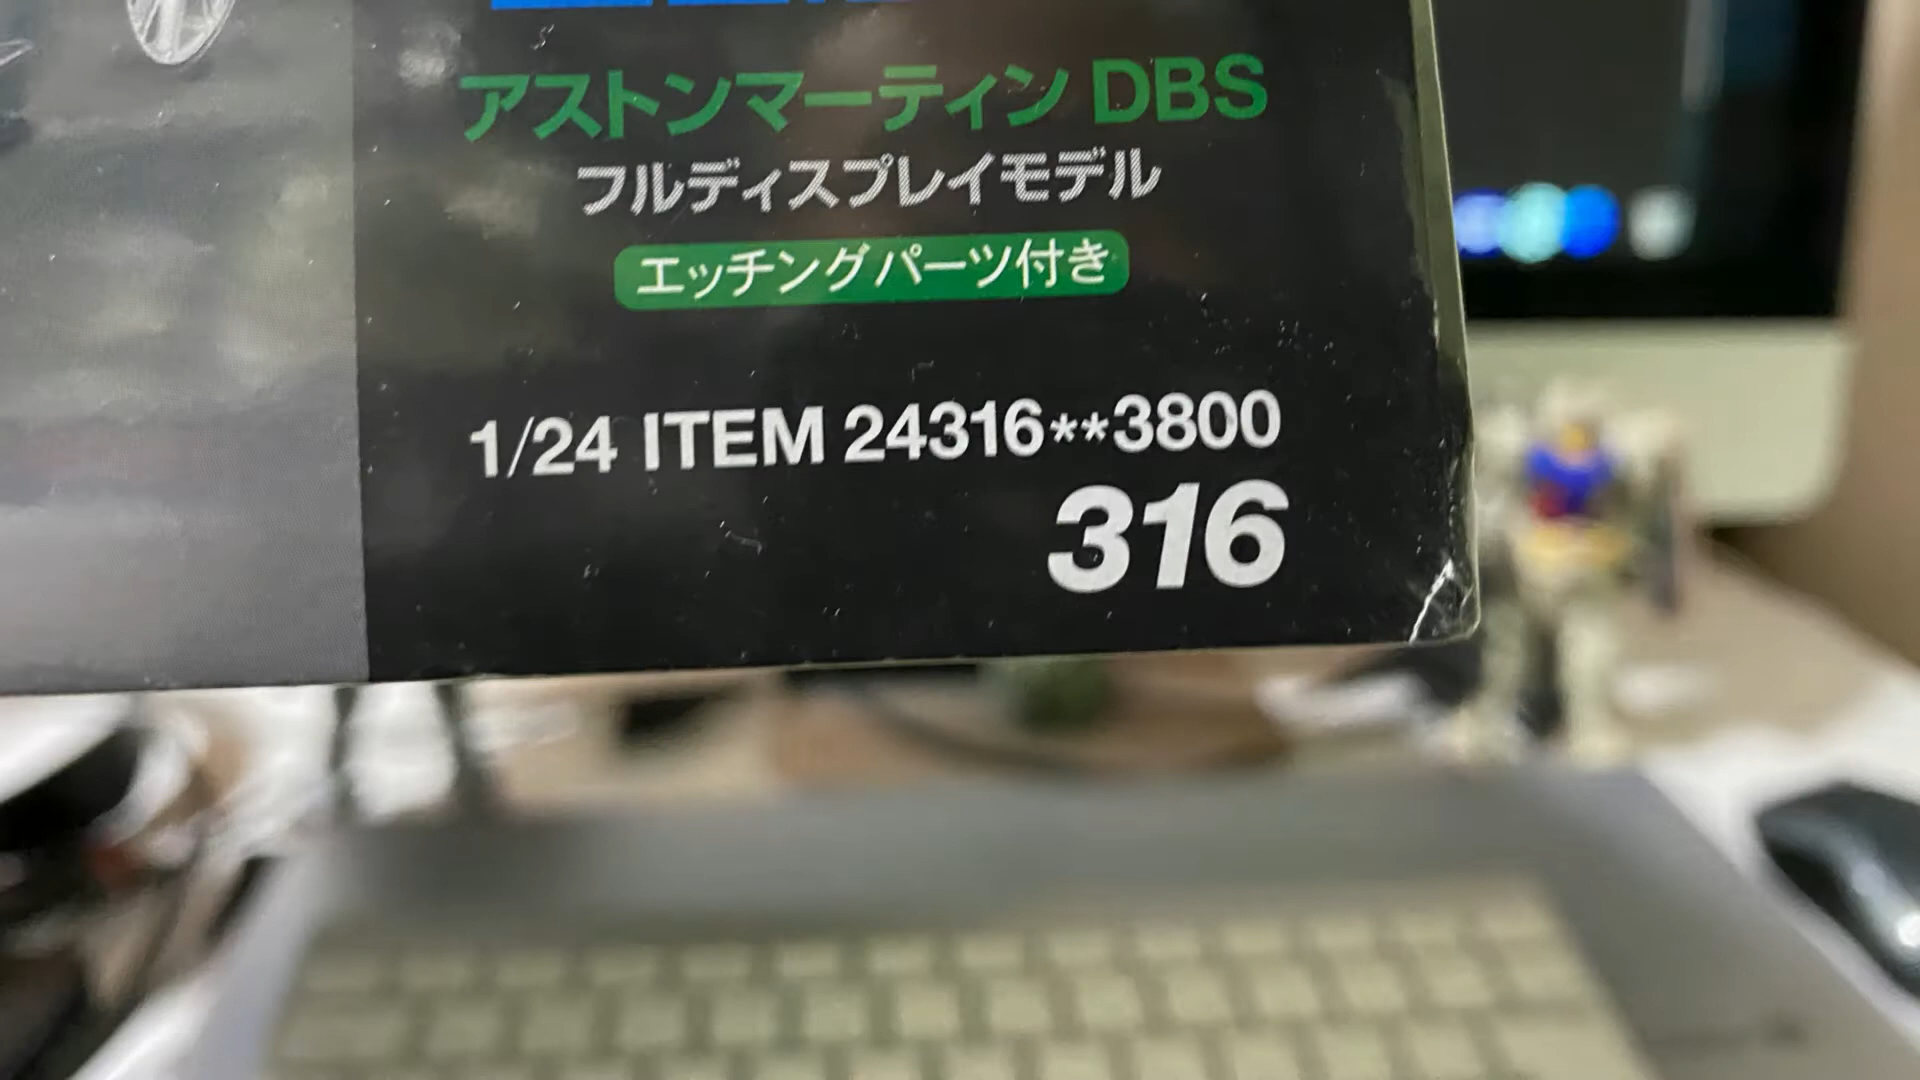 アストンマーティン DBS
フルディスプレイモデル
エッチングパーツ付き
1/24 ITEM 24316**3800
316